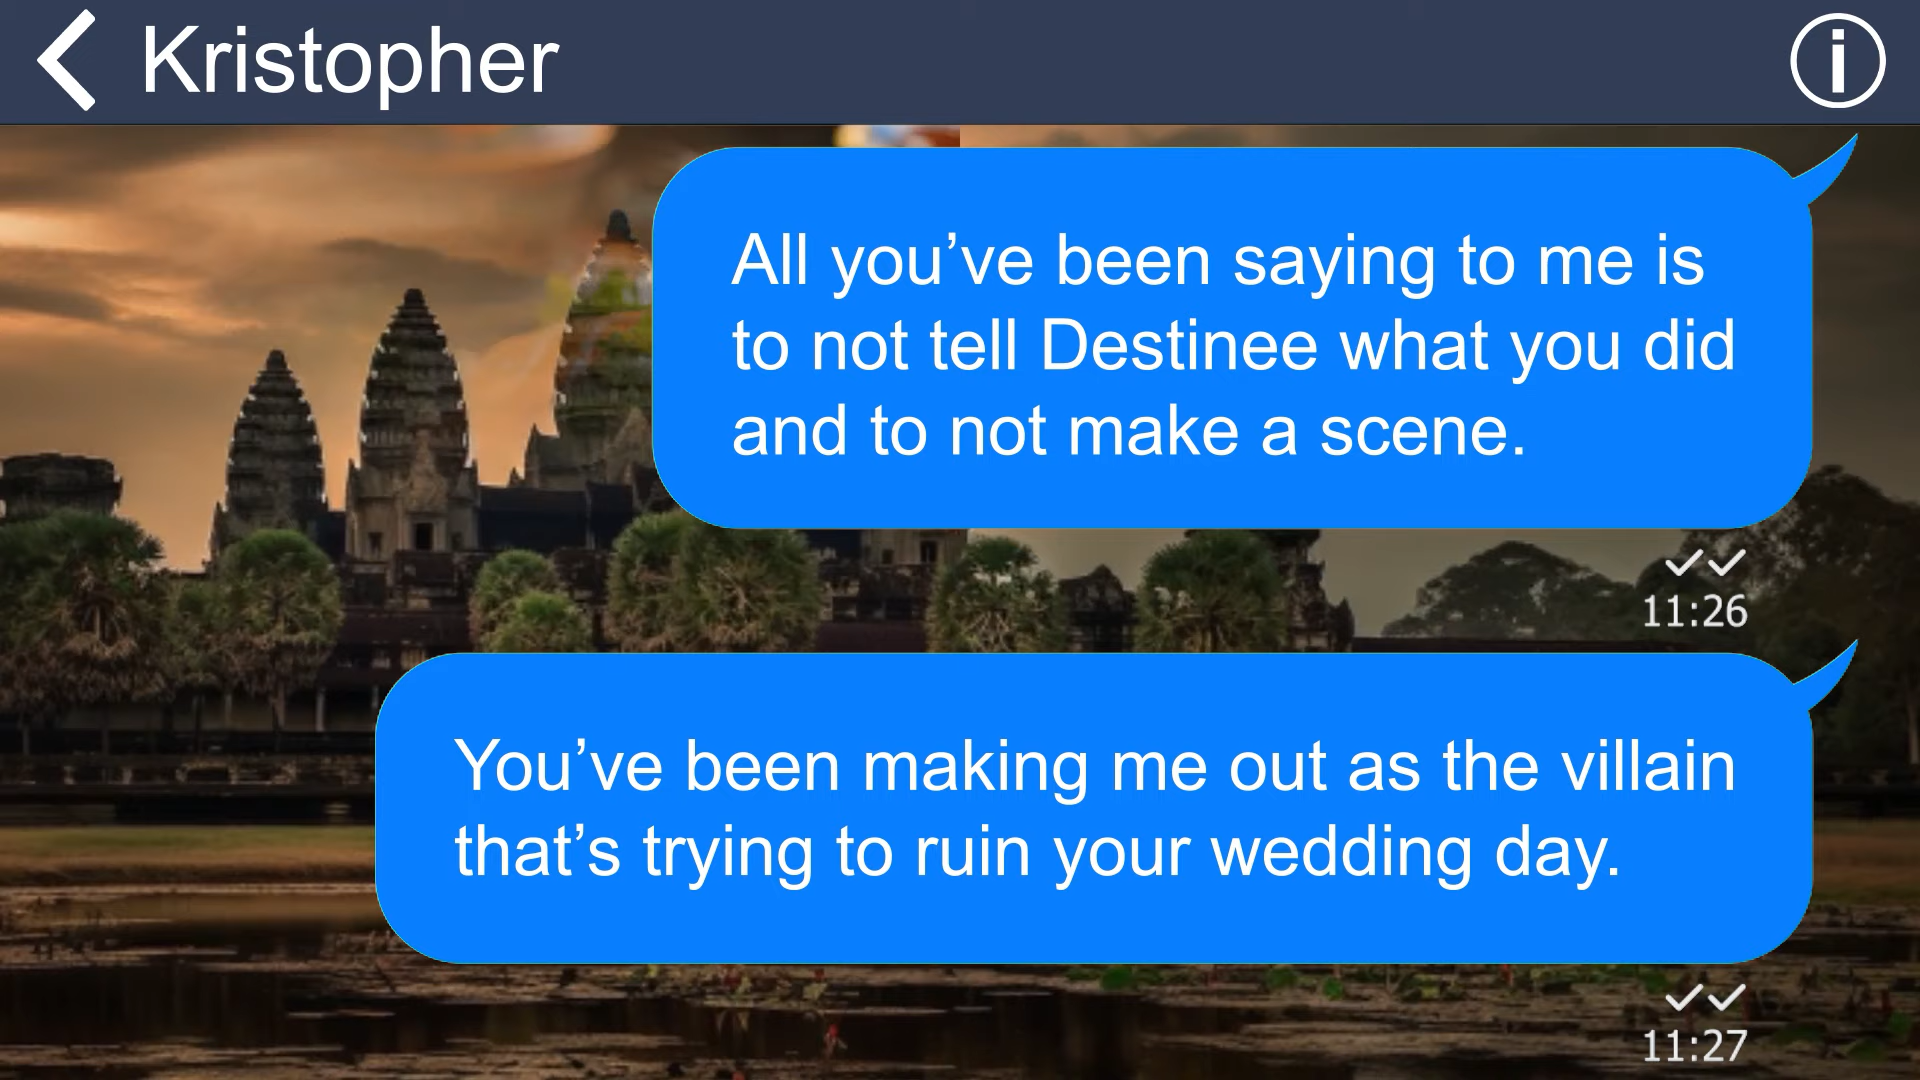 Kristopher
All you’ve been saying to me is
to not tell Destinee what you did
and to not make a scene.
11:26
You’ve been making me out as the villain
that’s trying to ruin your wedding day.
11:27